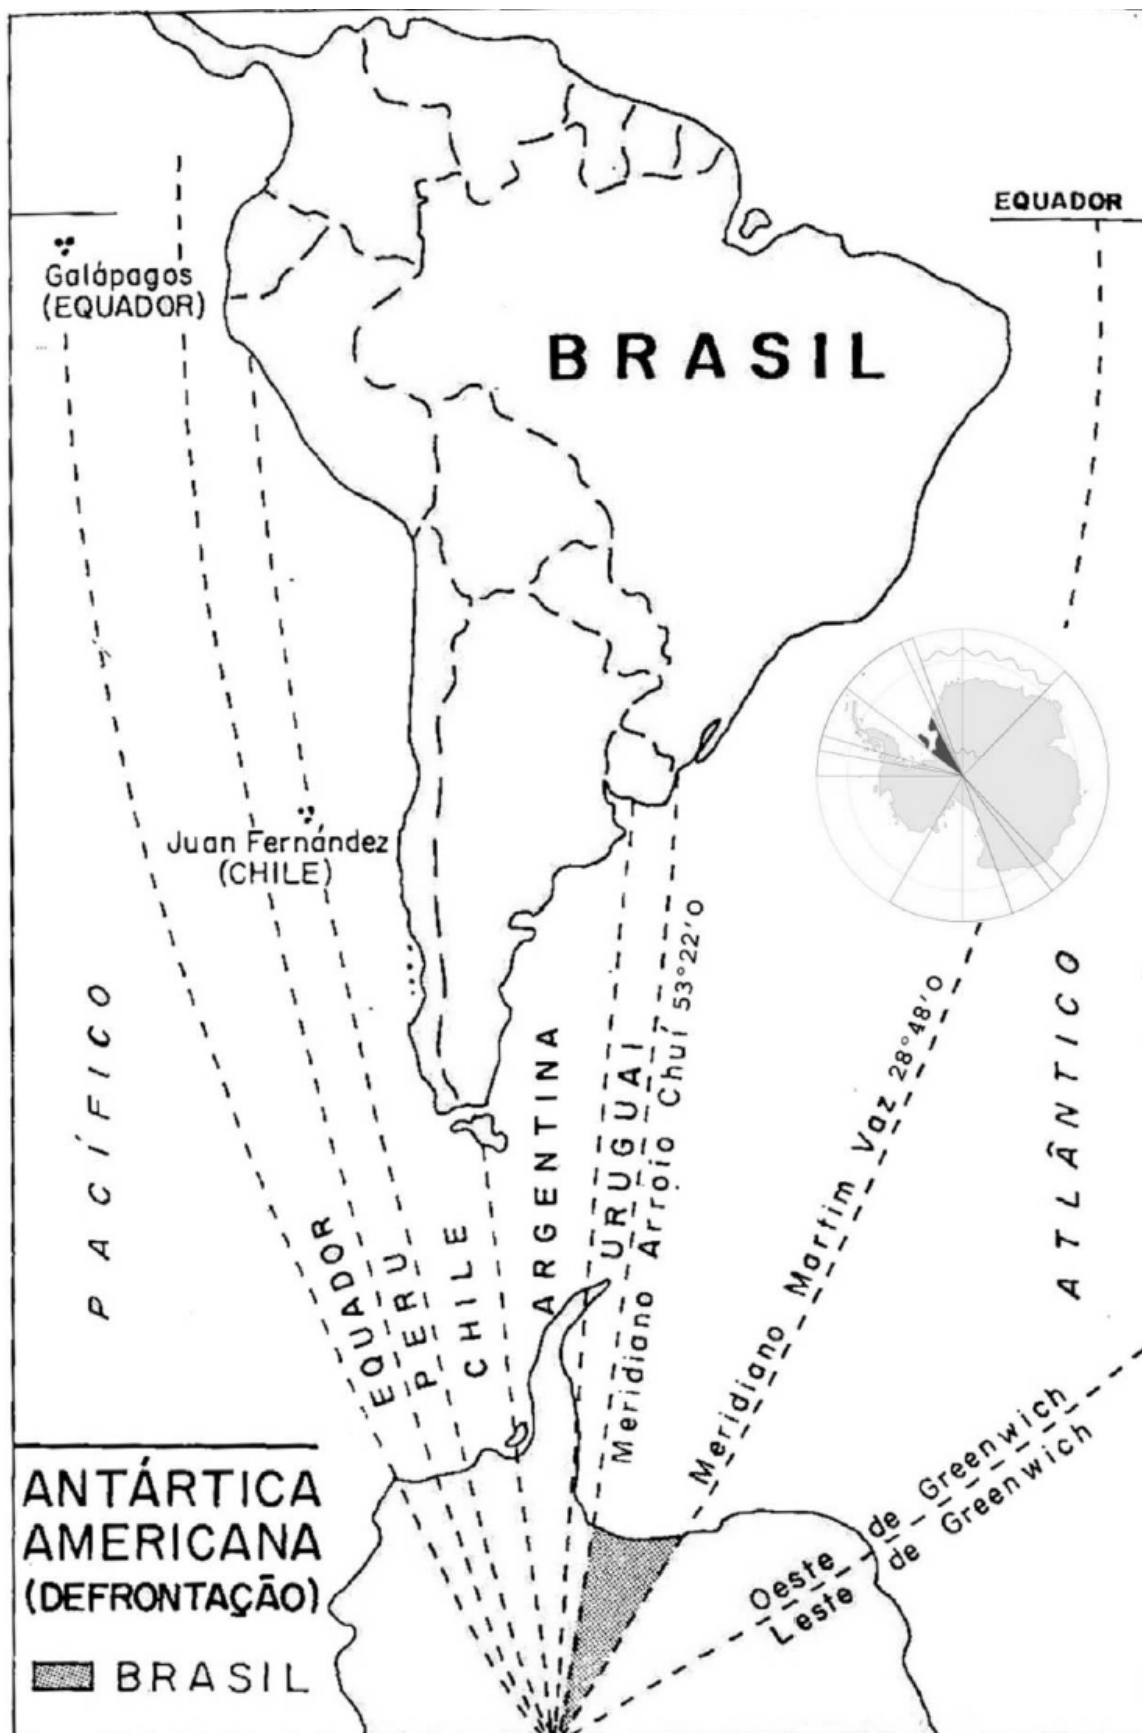 EQUADOR
Galápagos
(EQUADOR)
BRASIL
Juan Fernández
(CHILE)
PACÍFICO
ATLÂNTICO
EQUADOR
PERU
CHILE
ARGENTINA
URUGUAI
Meridiano Arroio Chuí 53°22'O
Meridiano Martim Vaz 28°48'O
Oeste de Greenwich
Leste de Greenwich
ANTÁRTICA
AMERICANA
(DEFRONTAÇÃO)
BRASIL